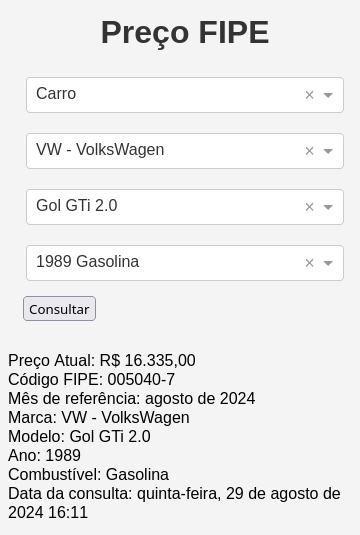 Preço FIPE
Carro
VW - VolksWagen
Gol GTi 2.0
1989 Gasolina
Consultar
Preço Atual: R$ 16.335,00
Código FIPE: 005040-7
Mês de referência: agosto de 2024
Marca: VW - VolksWagen
Modelo: Gol GTi 2.0
Ano: 1989
Combustível: Gasolina
Data da consulta: quinta-feira, 29 de agosto de
2024 16:11